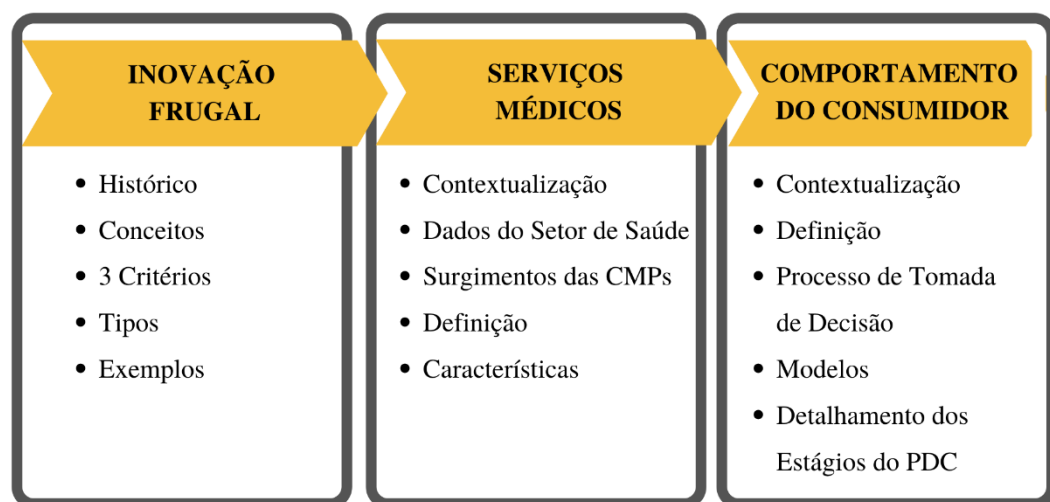 INOVAÇÃO
FRUGAL
• Histórico
• Conceitos
• 3 Critérios
• Tipos
• Exemplos
SERVIÇOS
MÉDICOS
• Contextualização
• Dados do Setor de Saúde
• Surgimentos das CMPs
• Definição
• Características
COMPORTAMENTO
DO CONSUMIDOR
• Contextualização
• Definição
• Processo de Tomada
de Decisão
• Modelos
• Detalhamento dos
Estágios do PDC